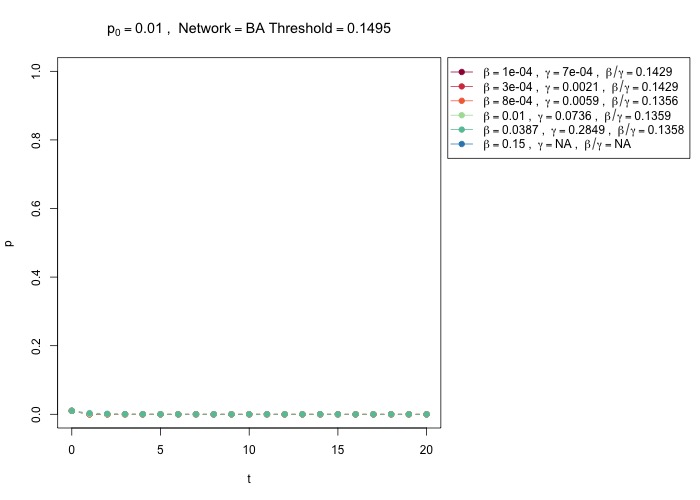 p0 = 0.01 , Network = BA Threshold = 0.1495
β = 1e-04 , γ = 7e-04 , β/γ = 0.1429
β = 3e-04 , γ = 0.0021 , β/γ = 0.1429
β = 8e-04 , γ = 0.0059 , β/γ = 0.1356
β = 0.01 , γ = 0.0736 , β/γ = 0.1359
β = 0.0387 , γ = 0.2849 , β/γ = 0.1358
β = 0.15 , γ = NA , β/γ = NA
1.0
0.8
0.6
0.4
0.2
0.0
p
0 5 10 15 20
t